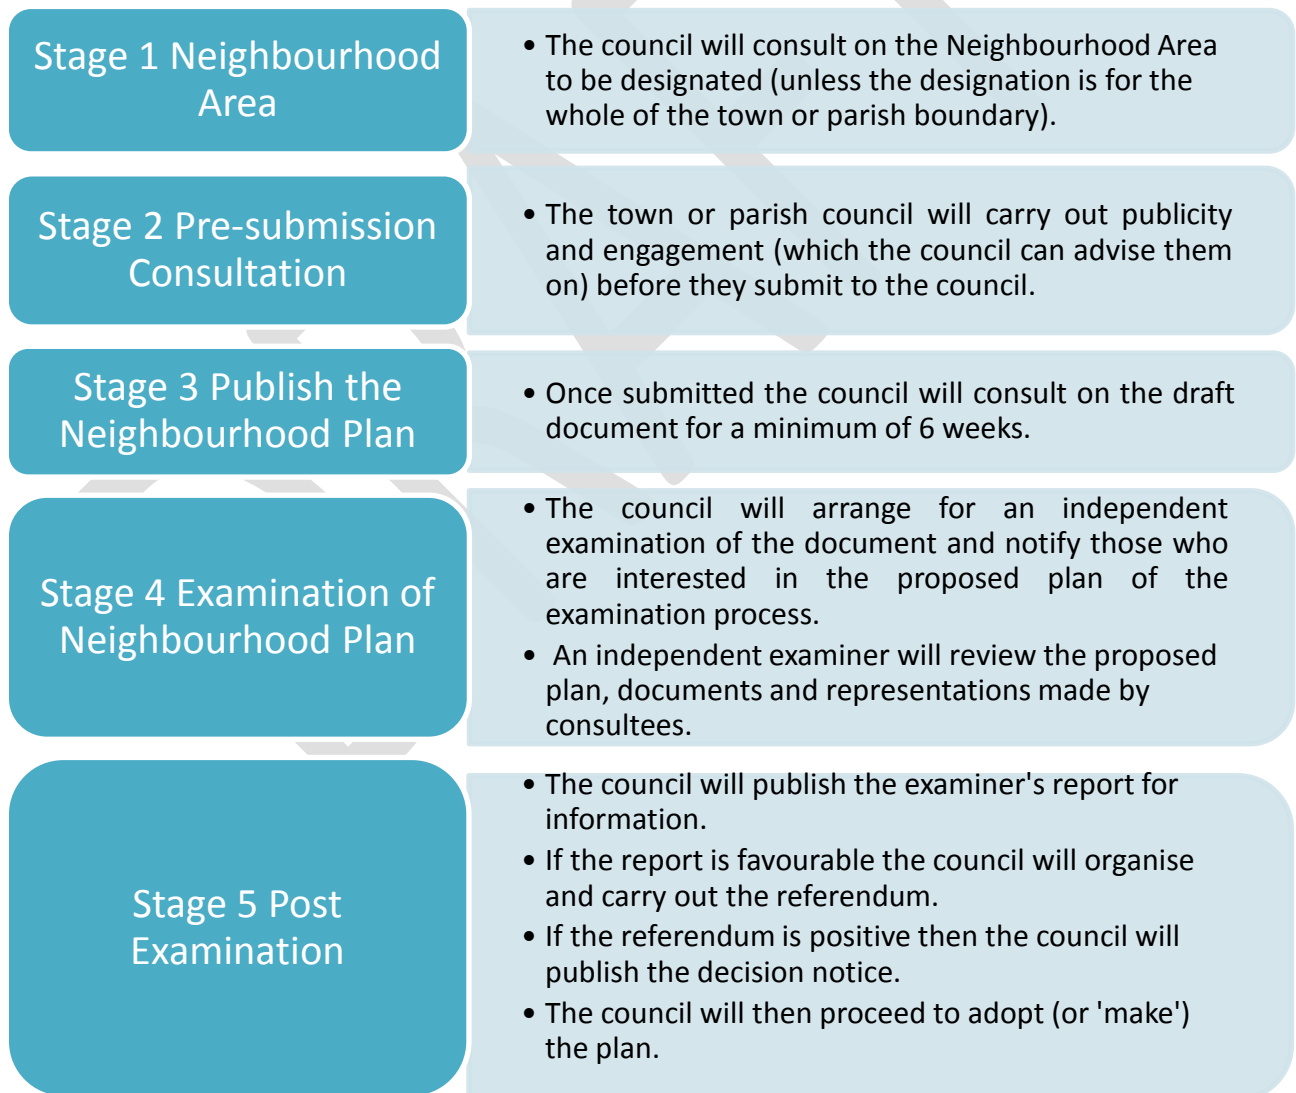 Stage 1 Neighbourhood
Area
• The council will consult on the Neighbourhood Area
to be designated (unless the designation is for the
whole of the town or parish boundary).
Stage 2 Pre-submission
Consultation
• The town or parish council will carry out publicity
and engagement (which the council can advise them
on) before they submit to the council.
Stage 3 Publish the
Neighbourhood Plan
• Once submitted the council will consult on the draft
document for a minimum of 6 weeks.
Stage 4 Examination of
Neighbourhood Plan
• The council will arrange for an independent
examination of the document and notify those who
are interested in the proposed plan of the
examination process.
• An independent examiner will review the proposed
plan, documents and representations made by
consultees.
Stage 5 Post
Examination
• The council will publish the examiner's report for
information.
• If the report is favourable the council will organise
and carry out the referendum.
• If the referendum is positive then the council will
publish the decision notice.
• The council will then proceed to adopt (or 'make')
the plan.